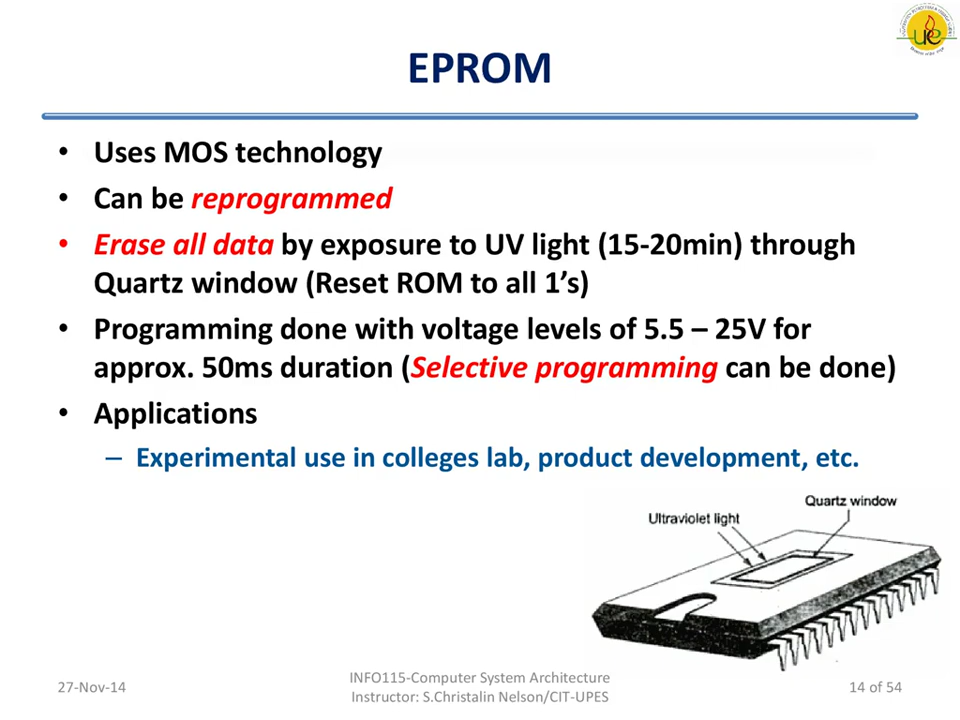 EPROM
• Uses MOS technology
• Can be reprogrammed
• Erase all data by exposure to UV light (15-20min) through
Quartz window (Reset ROM to all 1’s)
• Programming done with voltage levels of 5.5 – 25V for
approx. 50ms duration (Selective programming can be done)
• Applications
– Experimental use in colleges lab, product development, etc.
Quartz window
Ultraviolet light
27-Nov-14
INFO115-Computer System Architecture
Instructor: S.Christalin Nelson/CIT-UPES
14 of 54